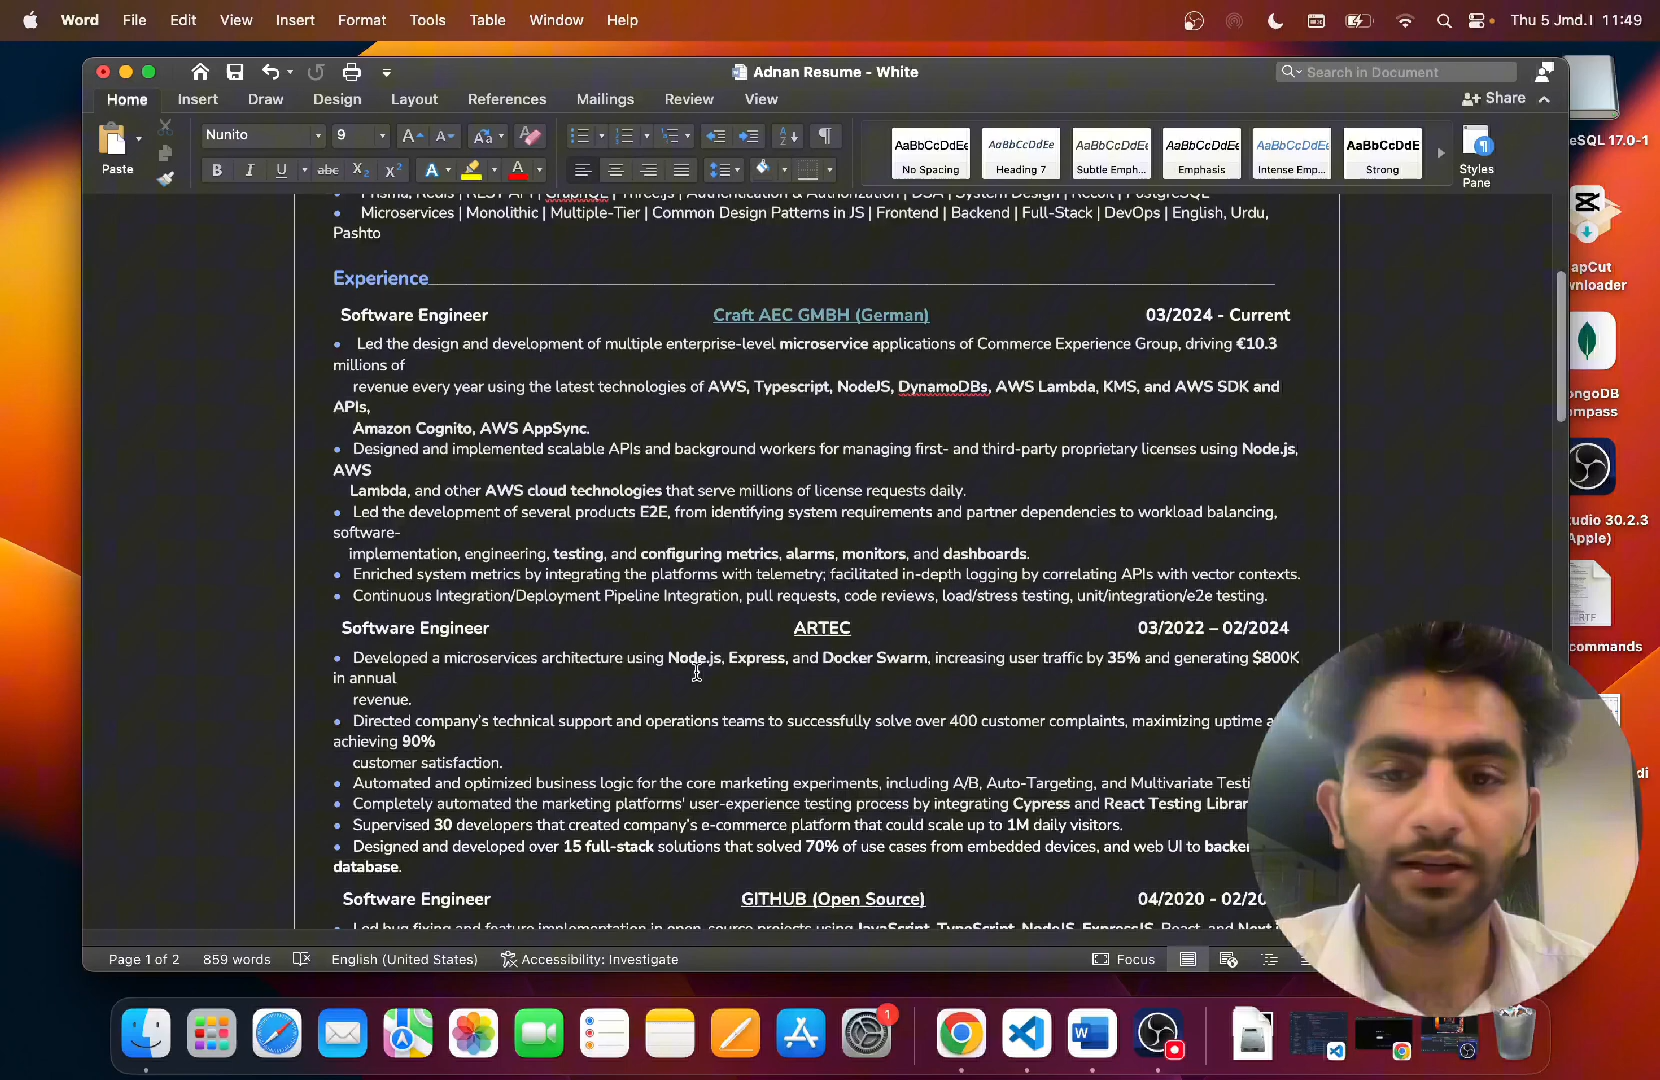 Word File Edit View Insert Format Tools Table Window Help Thu 5 Jmd.I 11:49
Adnan Resume - White Search in Document
Home Insert Draw Design Layout References Mailings Review View Share
Nunito 9
Paste
AaBbCcDdEe AaBbCcDdEe AaBbCcDdEe AaBbCcDdEe AaBbCcDdEe AaBbCcDdE
No Spacing Heading 7 Subtle Emph... Emphasis Intense Emp... Strong
Styles Pane
Microservices | Monolithic | Multiple-Tier | Common Design Patterns in JS | Frontend | Backend | Full-Stack | DevOps | English, Urdu,
Pashto
Experience
Software Engineer Craft AEC GMBH (German) 03/2024 - Current
• Led the design and development of multiple enterprise-level microservice applications of Commerce Experience Group, driving €10.3
millions of
revenue every year using the latest technologies of AWS, Typescript, NodeJS, DynamoDBs, AWS Lambda, KMS, and AWS SDK and
APIs,
Amazon Cognito, AWS AppSync.
• Designed and implemented scalable APIs and background workers for managing first- and third-party proprietary licenses using Node.js,
AWS
Lambda, and other AWS cloud technologies that serve millions of license requests daily.
• Led the development of several products E2E, from identifying system requirements and partner dependencies to workload balancing,
software-
implementation, engineering, testing, and configuring metrics, alarms, monitors, and dashboards.
• Enriched system metrics by integrating the platforms with telemetry; facilitated in-depth logging by correlating APIs with vector contexts.
• Continuous Integration/Deployment Pipeline Integration, pull requests, code reviews, load/stress testing, unit/integration/e2e testing.
Software Engineer ARTEC 03/2022 – 02/2024
• Developed a microservices architecture using Node.js, Express, and Docker Swarm, increasing user traffic by 35% and generating $800K
in annual
revenue.
• Directed company's technical support and operations teams to successfully solve over 400 customer complaints, maximizing uptime
achieving 90%
customer satisfaction.
• Automated and optimized business logic for the core marketing experiments, including A/B, Auto-Targeting, and Multivariate
• Completely automated the marketing platforms' user-experience testing process by integrating Cypress and React Testing
• Supervised 30 developers that created company's e-commerce platform that could scale up to 1M daily visitors.
• Designed and developed over 15 full-stack solutions that solved 70% of use cases from embedded devices, and web UI to
database.
Software Engineer GITHUB (Open Source) 04/2020 -
Page 1 of 2 859 words English (United States) Accessibility: Investigate Focus
1